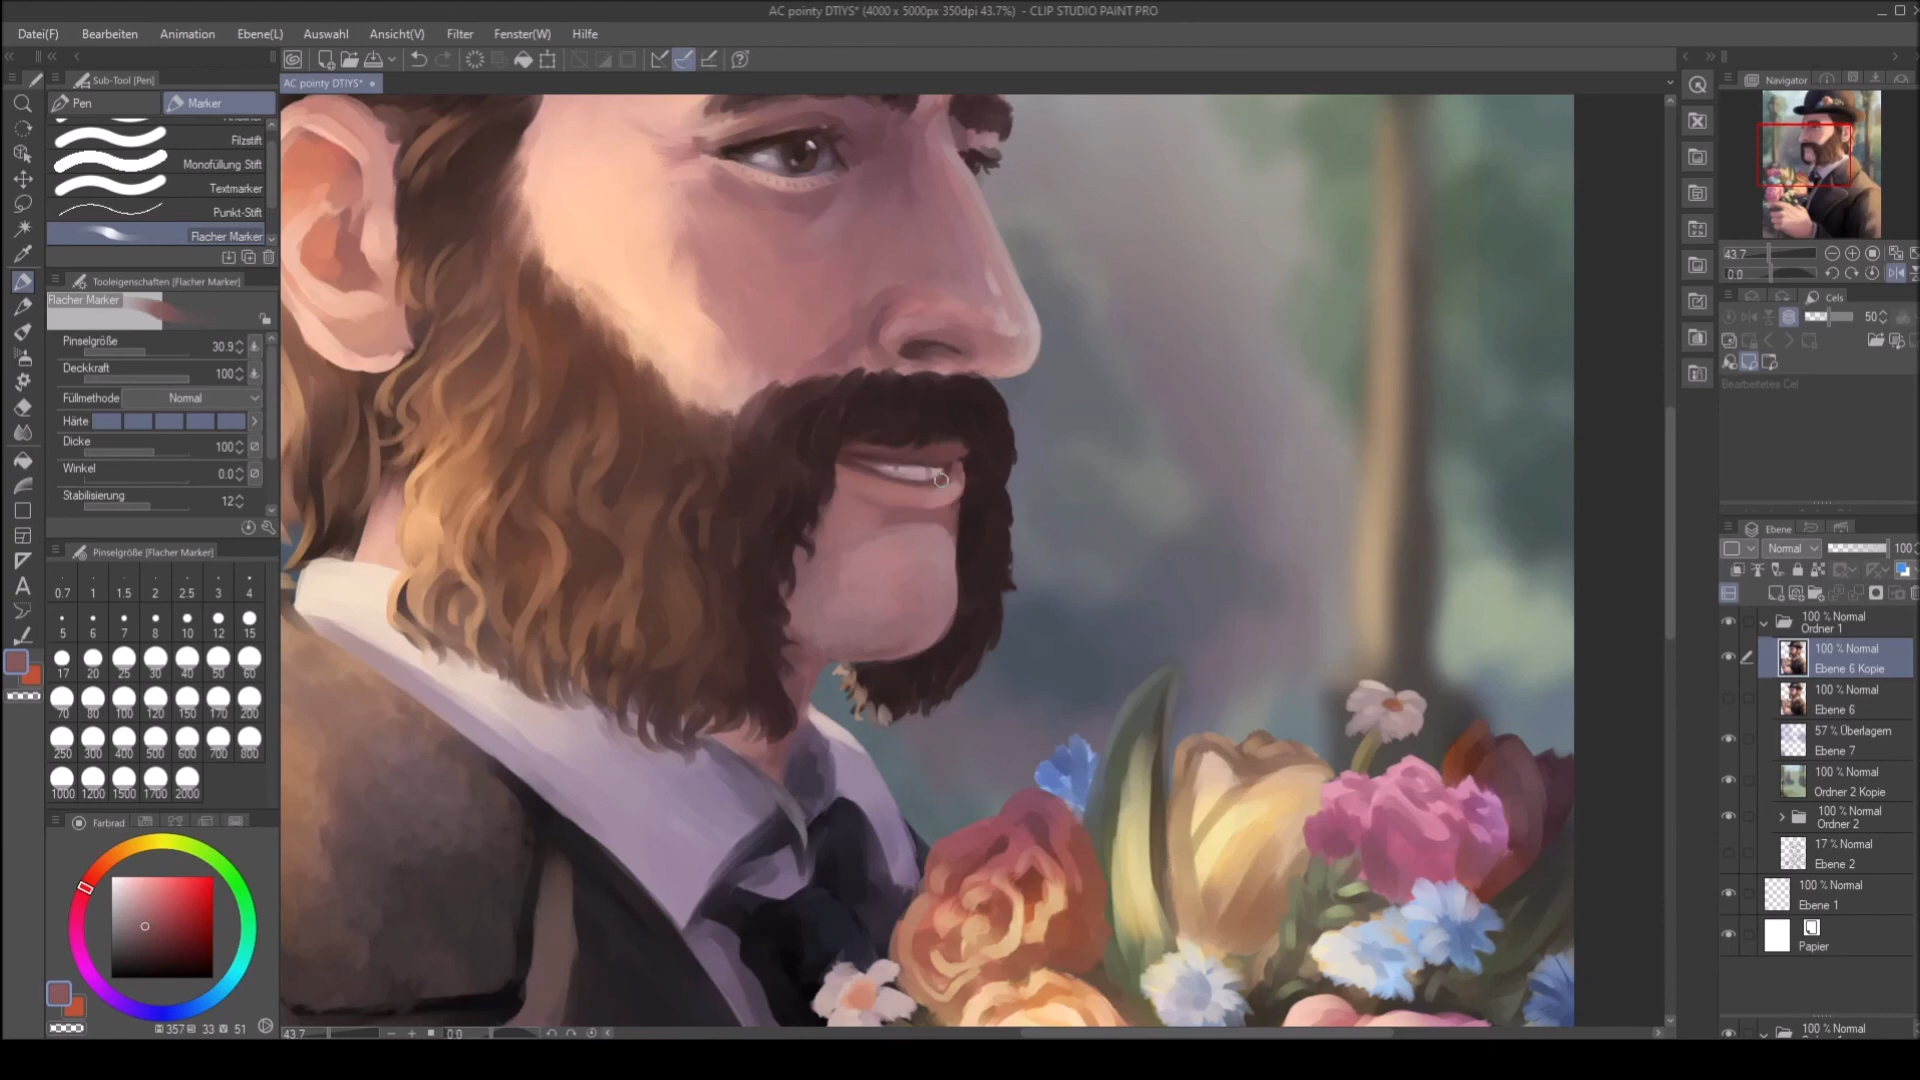 AC pointy DTIYS* (4000 x 5000px 350dpi 43.7%) - CLIP STUDIO PAINT PRO
Datei(F) Bearbeiten Animation Ebene(L) Auswahl Ansicht(V) Filter Fenster(W) Hilfe
Sub-Tool [Pen]
AC pointy DTIYS*
Navigator
Pen Marker
Filzstift
Monofüllung Stift
Textmarker
Punkt-Stift
Flacher Marker
Tooleigenschaften [Flacher Marker]
Flacher Marker
Pinselgröße 30.9
Deckkraft 100
Füllmethode Normal
Härte
Dicke 100
Winkel 0.0
Stabilisierung 12
Pinselgröße [Flacher Marker]
0.7 1 1.5 2 2.5 3 4
5 6 7 8 10 12 15
17 20 25 30 40 50 60
70 80 100 120 150 170 200
250 300 400 500 600 700 800
1000 1200 1500 1700 2000
Farbrad
357 33 51
43.7 0.0
43.7
0.0
Cels
50
Bearbeitetes Cel
Ebene
Normal 100
100 % Normal
Ordner 1
100 % Normal
Ebene 6 Kopie
100 % Normal
Ebene 6
57 % Überlagern
Ebene 7
100 % Normal
Ordner 2 Kopie
100 % Normal
Ordner 2
17 % Normal
Ebene 2
100 % Normal
Ebene 1
Papier
100 % Normal